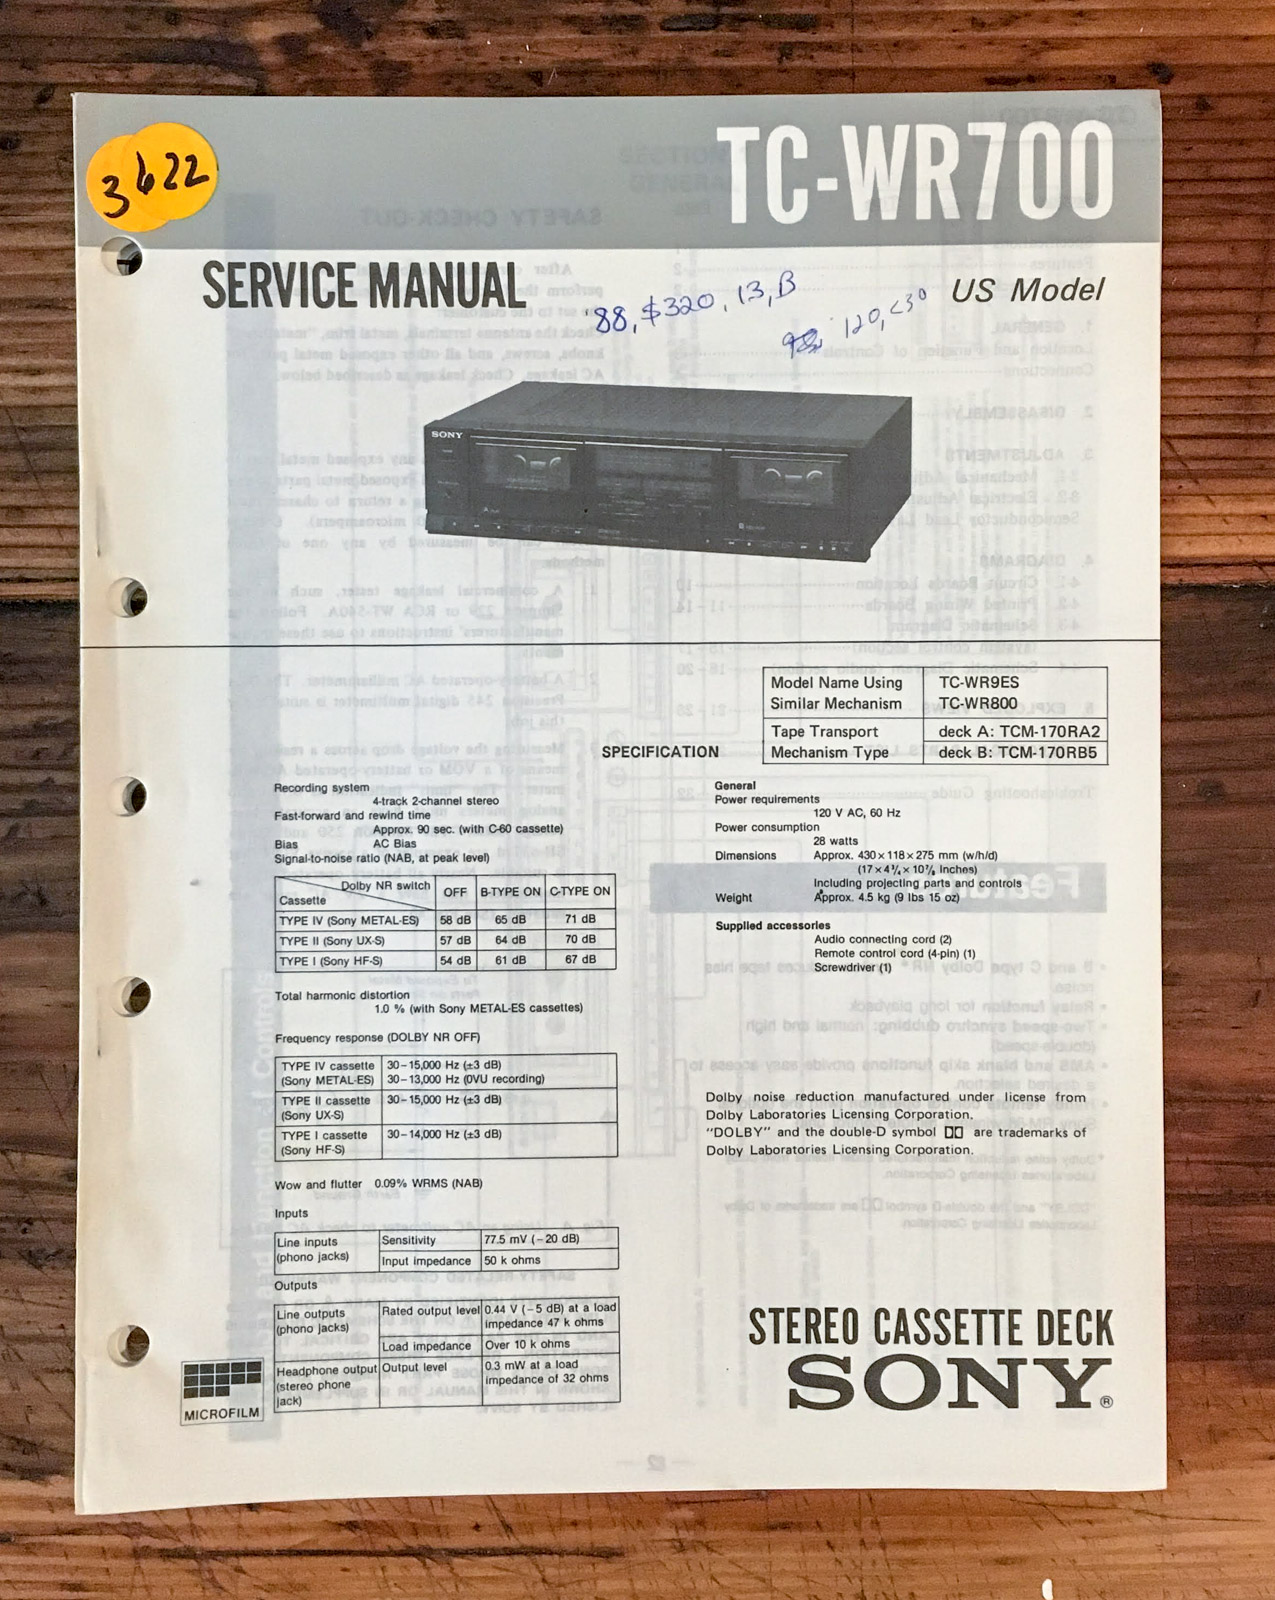 3622
TC-WR700
SERVICE MANUAL
US Model
'88, $320, 13, B
120, <30
SONY
Model Name Using Similar Mechanism | TC-WR9ES TC-WR800
Tape Transport Mechanism Type | deck A: TCM-170RA2 deck B: TCM-170RB5
SPECIFICATION
Recording system
4-track 2-channel stereo
Fast-forward and rewind time
Approx. 90 sec. (with C-60 cassette)
Bias AC Bias
Signal-to-noise ratio (NAB, at peak level)
Dolby NR switch
Cassette
OFF B-TYPE ON C-TYPE ON
TYPE IV (Sony METAL-ES) 58 dB 65 dB 71 dB
TYPE II (Sony UX-S) 57 dB 64 dB 70 dB
TYPE I (Sony HF-S) 54 dB 61 dB 67 dB
Total harmonic distortion
1.0 % (with Sony METAL-ES cassettes)
Frequency response (DOLBY NR OFF)
TYPE IV cassette 30–15,000 Hz (±3 dB)
(Sony METAL-ES) 30–13,000 Hz (0VU recording)
TYPE II cassette 30–15,000 Hz (±3 dB)
(Sony UX-S)
TYPE I cassette 30–14,000 Hz (±3 dB)
(Sony HF-S)
Wow and flutter 0.09% WRMS (NAB)
Inputs
Line inputs Sensitivity 77.5 mV (–20 dB)
(phono jacks) Input impedance 50 k ohms
Outputs
Line outputs Rated output level 0.44 V (–5 dB) at a load
(phono jacks) impedance 47 k ohms
Load impedance Over 10 k ohms
Headphone output Output level 0.3 mW at a load
(stereo phone impedance of 32 ohms
jack)
General
Power requirements
120 V AC, 60 Hz
Power consumption
28 watts
Dimensions Approx. 430 × 118 × 275 mm (w/h/d)
(17 × 4 3/4 × 10 7/8 inches)
Including projecting parts and controls
Weight Approx. 4.5 kg (9 lbs 15 oz)
Supplied accessories
Audio connecting cord (2)
Remote control cord (4-pin) (1)
Screwdriver (1)
Dolby noise reduction manufactured under license from
Dolby Laboratories Licensing Corporation.
"DOLBY" and the double-D symbol are trademarks of
Dolby Laboratories Licensing Corporation.
MICROFILM
STEREO CASSETTE DECK
SONY®